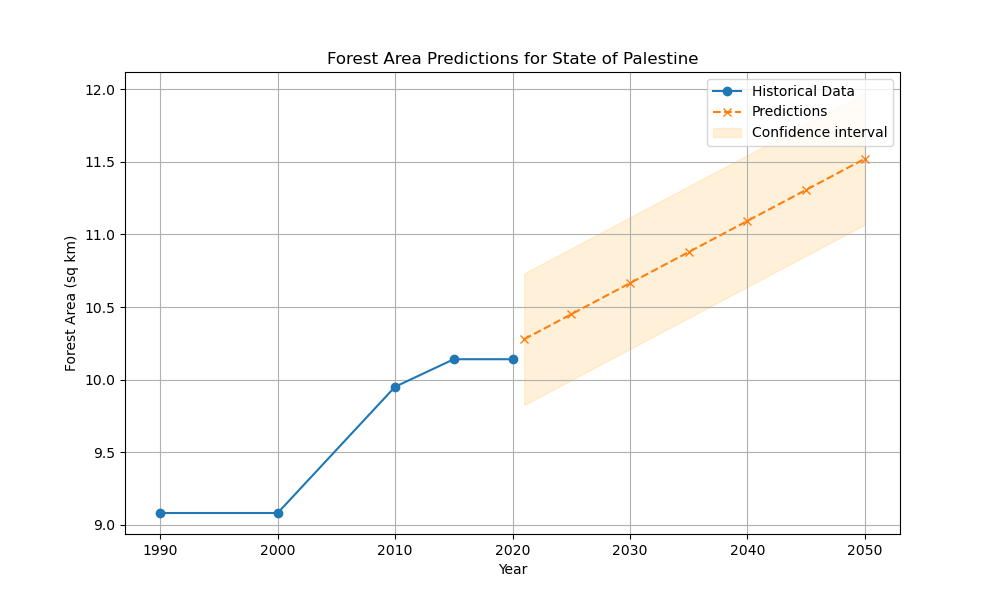 Forest Area Predictions for State of Palestine
Historical Data
Predictions
Confidence interval
Forest Area (sq km)
12.0
11.5
11.0
10.5
10.0
9.5
9.0
1990 2000 2010 2020 2030 2040 2050
Year